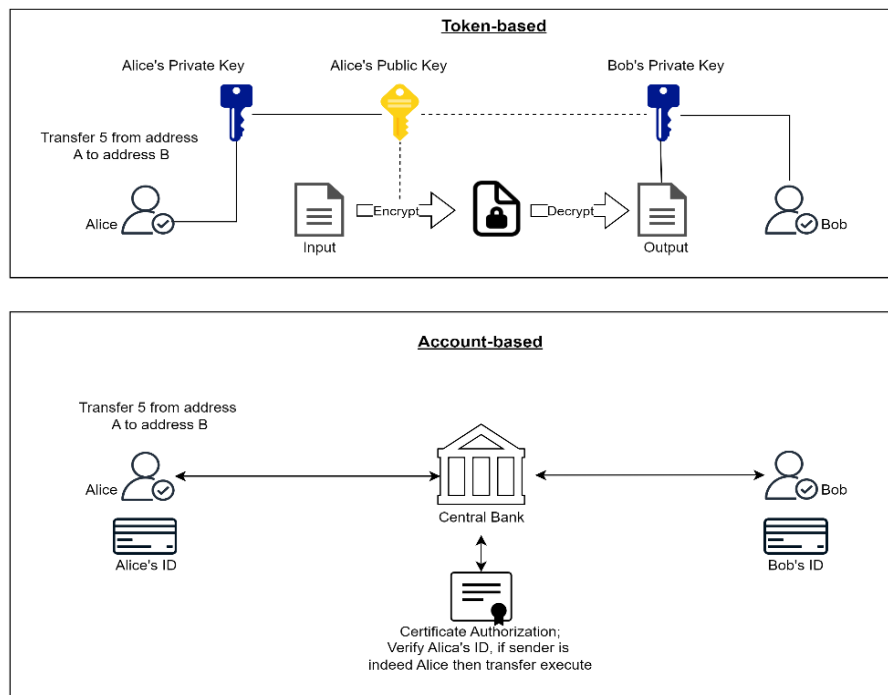 Token-based
Alice's Private Key
Alice's Public Key
Bob's Private Key
Transfer 5 from address
A to address B
Alice
Encrypt
Decrypt
Bob
Input
Output
Account-based
Transfer 5 from address
A to address B
Alice
Bob
Central Bank
Alice's ID
Bob's ID
Certificate Authorization;
Verify Alica's ID, if sender is
indeed Alice then transfer execute